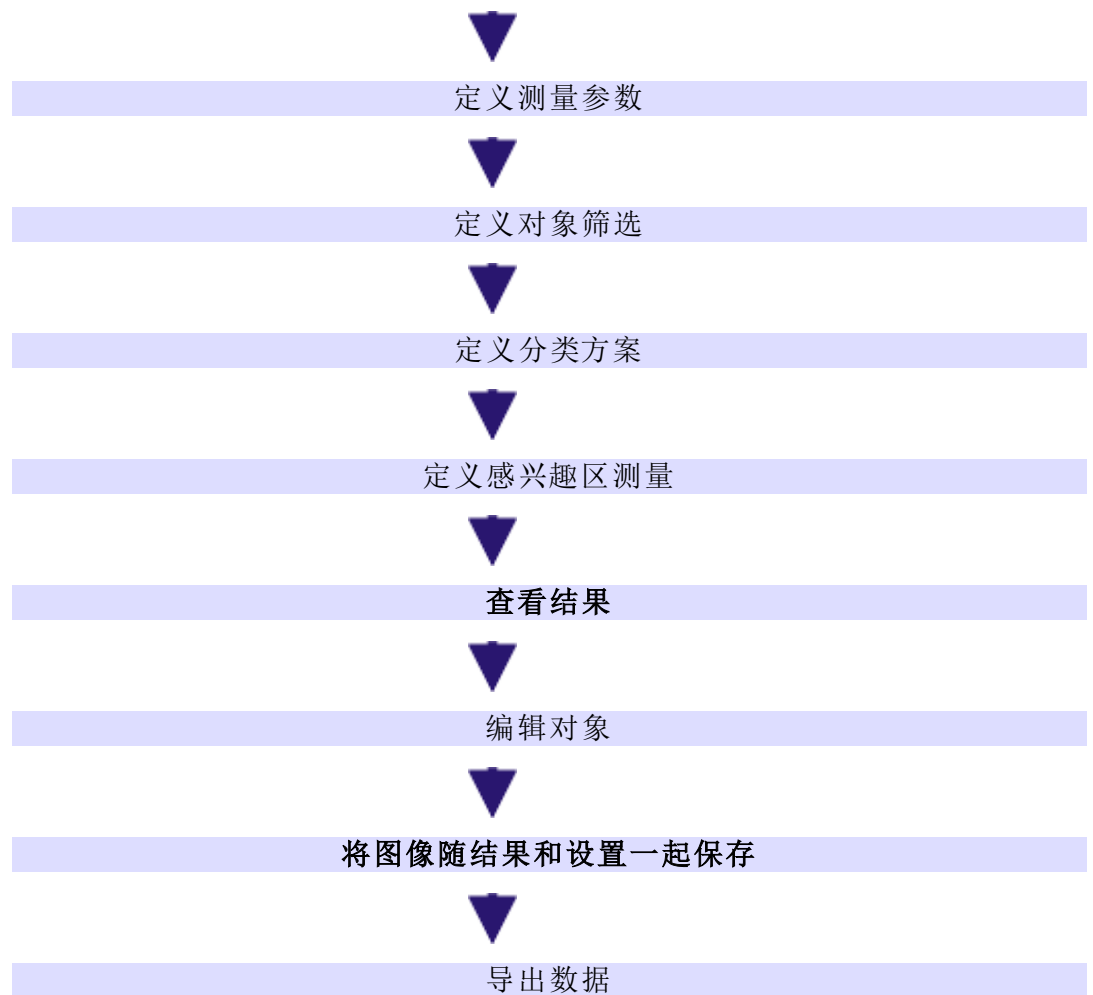 定义测量参数
定义对象筛选
定义分类方案
定义感兴趣区测量
查看结果
编辑对象
将图像随结果和设置一起保存
导出数据